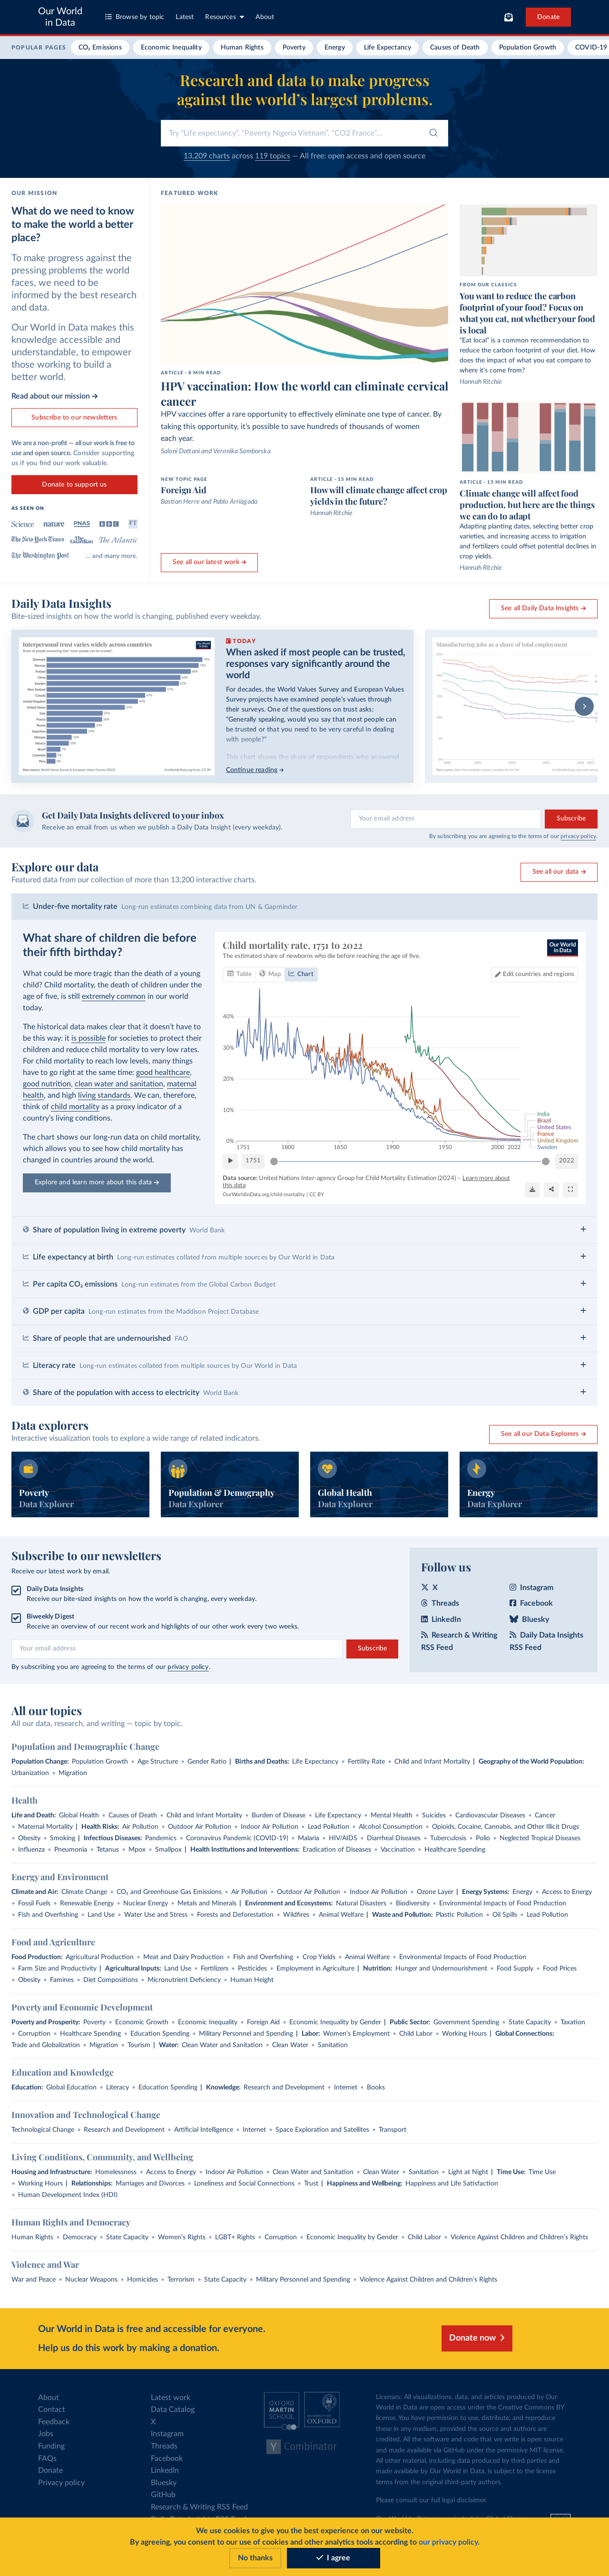 Our World
in Data
Browse by topic
Latest
Resources
About
Donate
POPULAR PAGES
CO₂ Emissions
Economic Inequality
Human Rights
Poverty
Energy
Life Expectancy
Causes of Death
Population Growth
COVID-19
Research and data to make progress
against the world's largest problems.
Try "Life expectancy", "Poverty Nigeria Vietnam", "CO2 France"...
13,209 charts across 119 topics — All free: open access and open source
OUR MISSION
What do we need to know
to make the world a better
place?
To make progress against the
pressing problems the world
faces, we need to be
informed by the best research
and data.
Our World in Data makes this
knowledge accessible and
understandable, to empower
those working to build a
better world.
Read about our mission →
Subscribe to our newsletters
We are a non-profit — all our work is free to
use and open source. Consider supporting
us if you find our work valuable.
Donate to support us
AS SEEN ON
Science
nature
PNAS
BBC
FT
The New York Times
The Guardian
The Atlantic
The Washington Post
... and many more.
FEATURED WORK
ARTICLE - 8 MIN READ
HPV vaccination: How the world can eliminate cervical
cancer
HPV vaccines offer a rare opportunity to effectively eliminate one type of cancer. By
taking this opportunity, it's possible to save hundreds of thousands of women
each year.
Saloni Dattani and Veronika Samborska
NEW TOPIC PAGE
Foreign Aid
Bastian Herre and Pablo Arriagada
ARTICLE - 15 MIN READ
How will climate change affect crop
yields in the future?
Hannah Ritchie
See all our latest work →
FROM OUR CLASSICS
You want to reduce the carbon
footprint of your food? Focus on
what you eat, not whether your food
is local
"Eat local" is a common recommendation to
reduce the carbon footprint of your diet. How
does the impact of what you eat compare to
where it's come from?
Hannah Ritchie
ARTICLE - 13 MIN READ
Climate change will affect food
production, but here are the things
we can do to adapt
Adapting planting dates, selecting better crop
varieties, and increasing access to irrigation
and fertilizers could offset potential declines in
crop yields.
Hannah Ritchie
Daily Data Insights
Bite-sized insights on how the world is changing, published every weekday.
See all Daily Data Insights →
Interpersonal trust varies widely across countries
TODAY
When asked if most people can be trusted,
responses vary significantly around the
world
For decades, the World Values Survey and European Values
Survey projects have examined people's values through
their surveys. One of the questions on trust asks:
"Generally speaking, would you say that most people can
be trusted or that you need to be very careful in dealing
with people?"
This chart shows the share of respondents who answered
Continue reading →
Manufacturing jobs as a share of total employment
Get Daily Data Insights delivered to your inbox
Receive an email from us when we publish a Daily Data Insight (every weekday).
Your email address
Subscribe
By subscribing you are agreeing to the terms of our privacy policy.
Explore our data
Featured data from our collection of more than 13,200 interactive charts.
See all our data →
Under-five mortality rate Long-run estimates combining data from UN & Gapminder
What share of children die before
their fifth birthday?
What could be more tragic than the death of a young
child? Child mortality, the death of children under the
age of five, is still extremely common in our world
today.
The historical data makes clear that it doesn't have to
be this way: it is possible for societies to protect their
children and reduce child mortality to very low rates.
For child mortality to reach low levels, many things
have to go right at the same time: good healthcare,
good nutrition, clean water and sanitation, maternal
health, and high living standards. We can, therefore,
think of child mortality as a proxy indicator of a
country's living conditions.
The chart shows our long-run data on child mortality,
which allows you to see how child mortality has
changed in countries around the world.
Explore and learn more about this data →
Child mortality rate, 1751 to 2022
The estimated share of newborns who die before reaching the age of five.
Our World
in Data
Table
Map
Chart
Edit countries and regions
40%
30%
20%
10%
0%
1751
1800
1850
1900
1950
2000
2022
India
Brazil
United States
France
United Kingdom
Sweden
1751
2022
Data source: United Nations Inter-agency Group for Child Mortality Estimation (2024) – Learn more about
this data
OurWorldinData.org/child-mortality | CC BY
Share of population living in extreme poverty World Bank
Life expectancy at birth Long-run estimates collated from multiple sources by Our World in Data
Per capita CO₂ emissions Long-run estimates from the Global Carbon Budget
GDP per capita Long-run estimates from the Maddison Project Database
Share of people that are undernourished FAO
Literacy rate Long-run estimates collated from multiple sources by Our World in Data
Share of the population with access to electricity World Bank
Data explorers
Interactive visualization tools to explore a wide range of related indicators.
See all our Data Explorers →
Poverty
Data Explorer
Population & Demography
Data Explorer
Global Health
Data Explorer
Energy
Data Explorer
Subscribe to our newsletters
Receive our latest work by email.
Daily Data Insights
Receive our bite-sized insights on how the world is changing, every weekday.
Biweekly Digest
Receive an overview of our recent work and highlights of our other work every two weeks.
Your email address
Subscribe
By subscribing you are agreeing to the terms of our privacy policy.
Follow us
X
Instagram
Threads
Facebook
LinkedIn
Bluesky
Research & Writing
RSS Feed
Daily Data Insights
RSS Feed
All our topics
All our data, research, and writing — topic by topic.
Population and Demographic Change
Population Change: Population Growth • Age Structure • Gender Ratio | Births and Deaths: Life Expectancy • Fertility Rate • Child and Infant Mortality | Geography of the World Population:
Urbanization • Migration
Health
Life and Death: Global Health • Causes of Death • Child and Infant Mortality • Burden of Disease • Life Expectancy • Mental Health • Suicides • Cardiovascular Diseases • Cancer
• Maternal Mortality | Health Risks: Air Pollution • Outdoor Air Pollution • Indoor Air Pollution • Lead Pollution • Alcohol Consumption • Opioids, Cocaine, Cannabis, and Other Illicit Drugs
• Obesity • Smoking | Infectious Diseases: Pandemics • Coronavirus Pandemic (COVID-19) • Malaria • HIV/AIDS • Diarrheal Diseases • Tuberculosis • Polio • Neglected Tropical Diseases
• Influenza • Pneumonia • Tetanus • Mpox • Smallpox | Health Institutions and Interventions: Eradication of Diseases • Vaccination • Healthcare Spending
Energy and Environment
Climate and Air: Climate Change • CO₂ and Greenhouse Gas Emissions • Air Pollution • Outdoor Air Pollution • Indoor Air Pollution • Ozone Layer | Energy Systems: Energy • Access to Energy
• Fossil Fuels • Renewable Energy • Nuclear Energy • Metals and Minerals | Environment and Ecosystems: Natural Disasters • Biodiversity • Environmental Impacts of Food Production
• Fish and Overfishing • Land Use • Water Use and Stress • Forests and Deforestation • Wildfires • Animal Welfare | Waste and Pollution: Plastic Pollution • Oil Spills • Lead Pollution
Food and Agriculture
Food Production: Agricultural Production • Meat and Dairy Production • Fish and Overfishing • Crop Yields • Animal Welfare • Environmental Impacts of Food Production
• Farm Size and Productivity | Agricultural Inputs: Land Use • Fertilizers • Pesticides • Employment in Agriculture | Nutrition: Hunger and Undernourishment • Food Supply • Food Prices
• Obesity • Famines • Diet Compositions • Micronutrient Deficiency • Human Height
Poverty and Economic Development
Poverty and Prosperity: Poverty • Economic Growth • Economic Inequality • Foreign Aid • Economic Inequality by Gender | Public Sector: Government Spending • State Capacity • Taxation
• Corruption • Healthcare Spending • Education Spending • Military Personnel and Spending | Labor: Women's Employment • Child Labor • Working Hours | Global Connections:
Trade and Globalization • Migration • Tourism | Water: Clean Water and Sanitation • Clean Water • Sanitation
Education and Knowledge
Education: Global Education • Literacy • Education Spending | Knowledge: Research and Development • Internet • Books
Innovation and Technological Change
Technological Change • Research and Development • Artificial Intelligence • Internet • Space Exploration and Satellites • Transport
Living Conditions, Community, and Wellbeing
Housing and Infrastructure: Homelessness • Access to Energy • Indoor Air Pollution • Clean Water and Sanitation • Clean Water • Sanitation • Light at Night | Time Use: Time Use
• Working Hours | Relationships: Marriages and Divorces • Loneliness and Social Connections • Trust | Happiness and Wellbeing: Happiness and Life Satisfaction
• Human Development Index (HDI)
Human Rights and Democracy
Human Rights • Democracy • State Capacity • Women's Rights • LGBT+ Rights • Corruption • Economic Inequality by Gender • Child Labor • Violence Against Children and Children's Rights
Violence and War
War and Peace • Nuclear Weapons • Homicides • Terrorism • State Capacity • Military Personnel and Spending • Violence Against Children and Children's Rights
Our World in Data is free and accessible for everyone.
Help us do this work by making a donation.
Donate now
About
Contact
Feedback
Jobs
Funding
FAQs
Donate
Privacy policy
Latest work
Data Catalog
X
Instagram
Threads
Facebook
LinkedIn
Bluesky
GitHub
Research & Writing RSS Feed
OXFORD
MARTIN
SCHOOL
UNIVERSITY OF
OXFORD
Y Combinator
Licenses: All visualizations, data, and articles produced by Our
World in Data are open access under the Creative Commons BY
license. You have permission to use, distribute, and reproduce
these in any medium, provided the source and authors are
credited. All the software and code that we write is open source
and made available via GitHub under the permissive MIT license.
All other material, including data produced by third parties and
made available by Our World in Data, is subject to the license
terms from the original third-party authors.
Please consult our full legal disclaimer.
We use cookies to give you the best experience on our website.
By agreeing, you consent to our use of cookies and other analytics tools according to our privacy policy.
No thanks
I agree